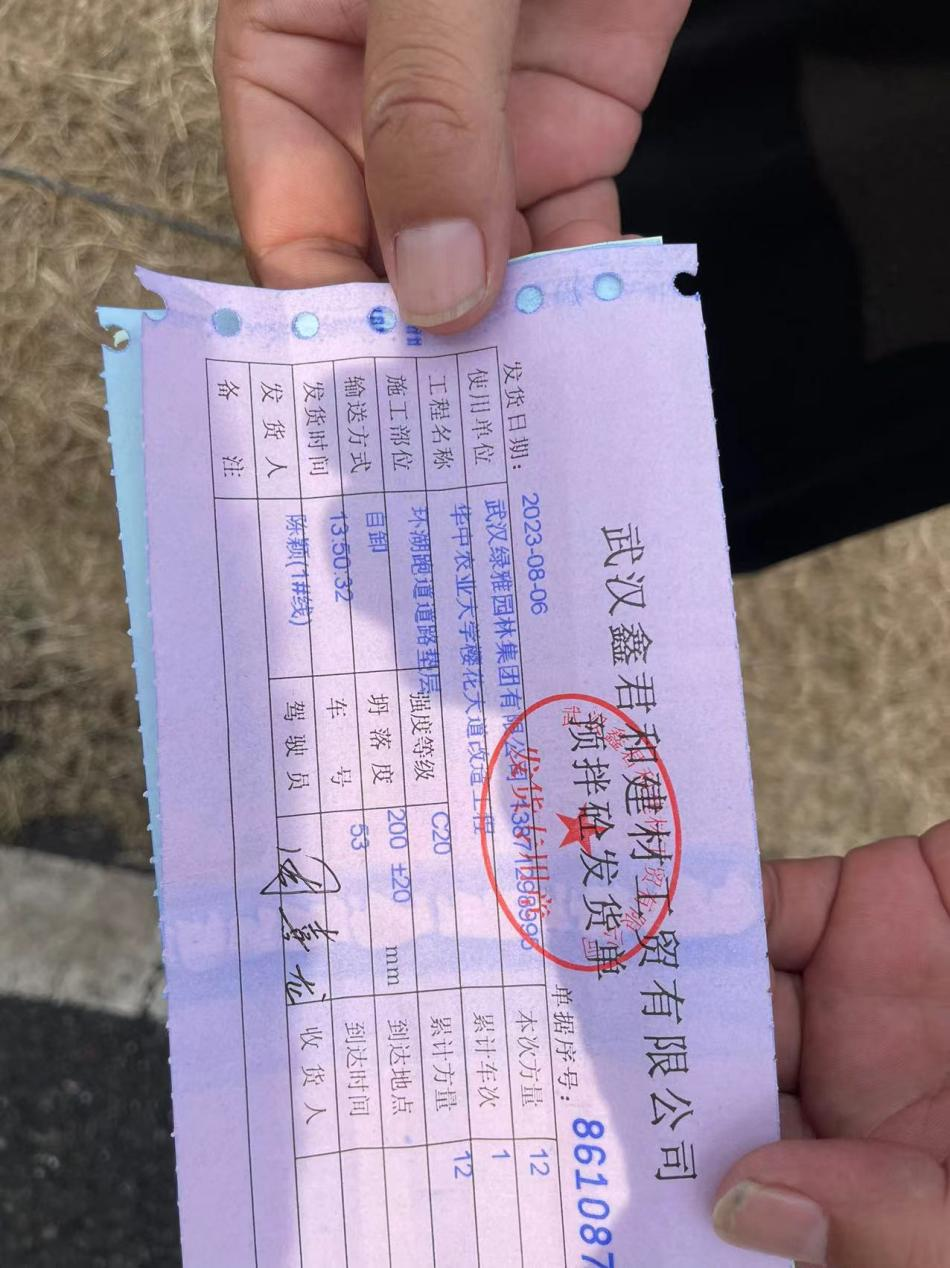 武汉鑫君和建材工贸有限公司
预拌砼发货单
发货日期： 2023-08-06
单据序号： 861087
使用单位 武汉绿雅园林集团有限公司 本次方量 12
工程名称 华中农业大学樱花大道改造工程 累计车次 1
施工部位 环湖跑道道路垫层 强度等级 C20 累计方量 12
输送方式 自卸 坍落度 200 ±20 mm 到达地点
发货时间 13:50:32 车号 53 到达时间
发货人 陈颖(1#线) 驾驶员 收货人
备注